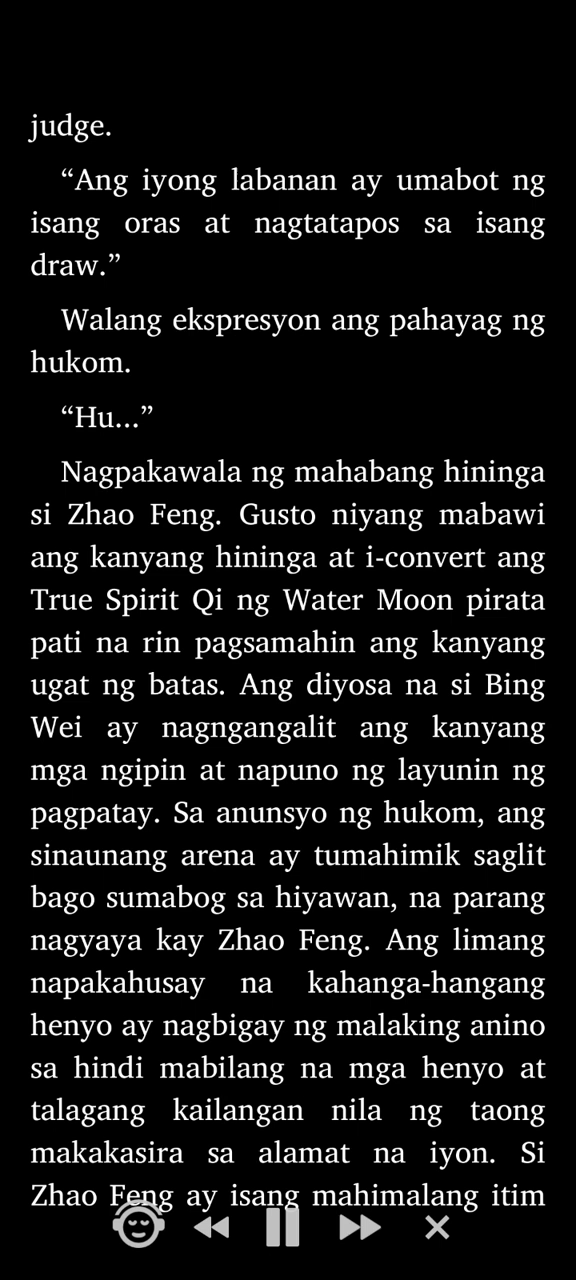 judge.
“Ang iyong labanan ay umabot ng
isang oras at nagtatapos sa isang
draw.”
Walang ekspresyon ang pahayag ng
hukom.
“Hu...”
Nagpakawala ng mahabang hininga
si Zhao Feng. Gusto niyang mabawi
ang kanyang hininga at i-convert ang
True Spirit Qi ng Water Moon pirata
pati na rin pagsamahin ang kanyang
ugat ng batas. Ang diyosa na si Bing
Wei ay nagngangalit ang kanyang
mga ngipin at napuno ng layunin ng
pagpatay. Sa anunsyo ng hukom, ang
sinaunang arena ay tumahimik saglit
bago sumabog sa hiyawan, na parang
nagyaya kay Zhao Feng. Ang limang
napakahusay na kahanga-hangang
henyo ay nagbigay ng malaking anino
sa hindi mabilang na mga henyo at
talagang kailangan nila ng taong
makakasira sa alamat na iyon. Si
Zhao Feng ay isang mahimalang itim